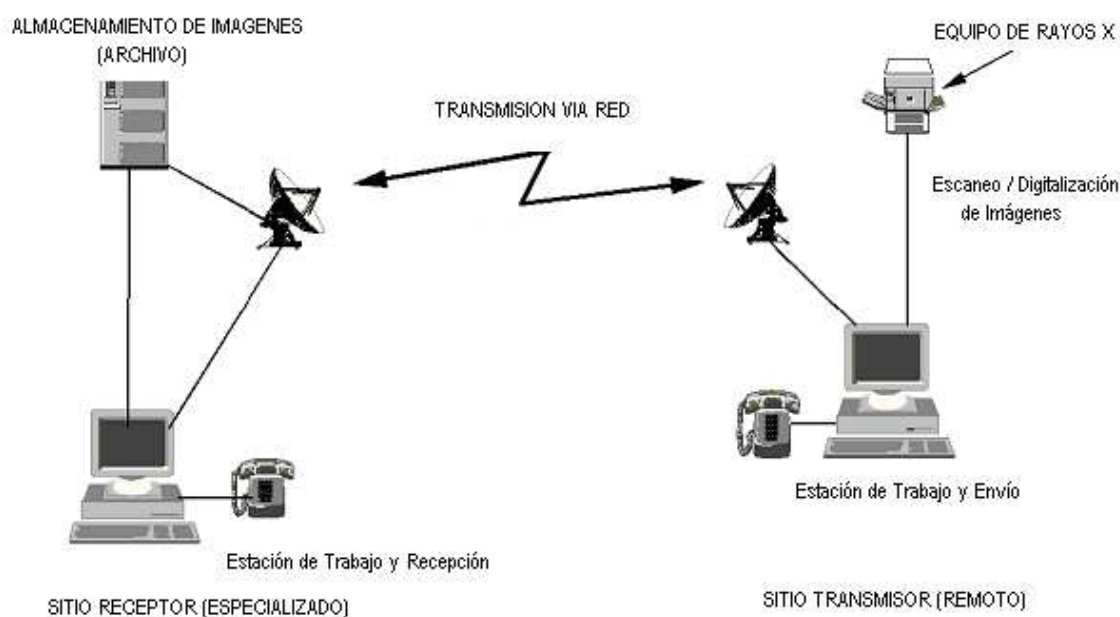 ALMACENAMIENTO DE IMAGENES
(ARCHIVO)
EQUIPO DE RAYOS X
TRANSMISION VIA RED
Escaneo / Digitalización
de Imágenes
Estación de Trabajo y Envío
Estación de Trabajo y Recepción
SITIO RECEPTOR (ESPECIALIZADO)
SITIO TRANSMISOR (REMOTO)